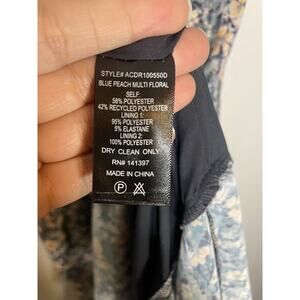 STYLE# ACDR100550D
BLUE PEACH MULTI FLORAL
SELF:
58% POLYESTER
42% RECYCLED POLYESTER
LINING 1:
95% POLYESTER
5% ELASTANE
LINING 2:
100% POLYESTER
DRY CLEAN ONLY
RN# 141397
MADE IN CHINA
P